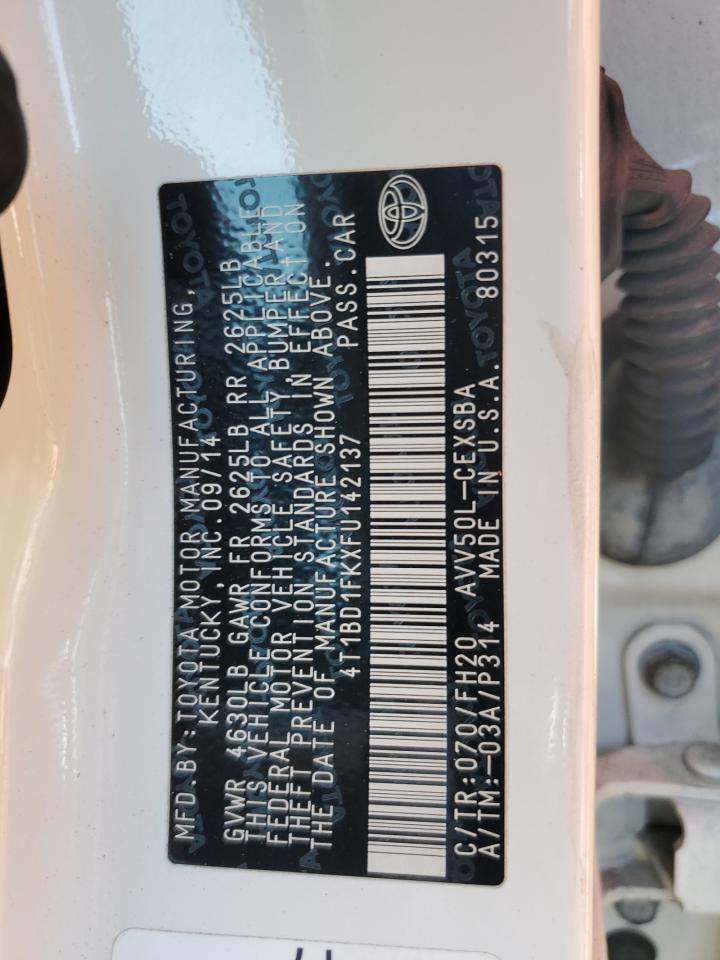 MFD.BY:TOYOTA MOTOR MANUFACTURING,
KENTUCKY, INC.09/14
GVWR 4630LB GAWR FR 2625LB RR 2625LB
THIS VEHICLE CONFORMS TO ALL APPLICABLE
FEDERAL MOTOR VEHICLE SAFETY, BUMPER, AND
THEFT PREVENTION STANDARDS IN EFFECT ON
THE DATE OF MANUFACTURE SHOWN ABOVE.
4T1BD1FKXFU142137 PASS.CAR
C/TR:070/FH20 AVV50L-CEXSBA
A/TM:-03A/P314 MADE IN U.S.A. 80315